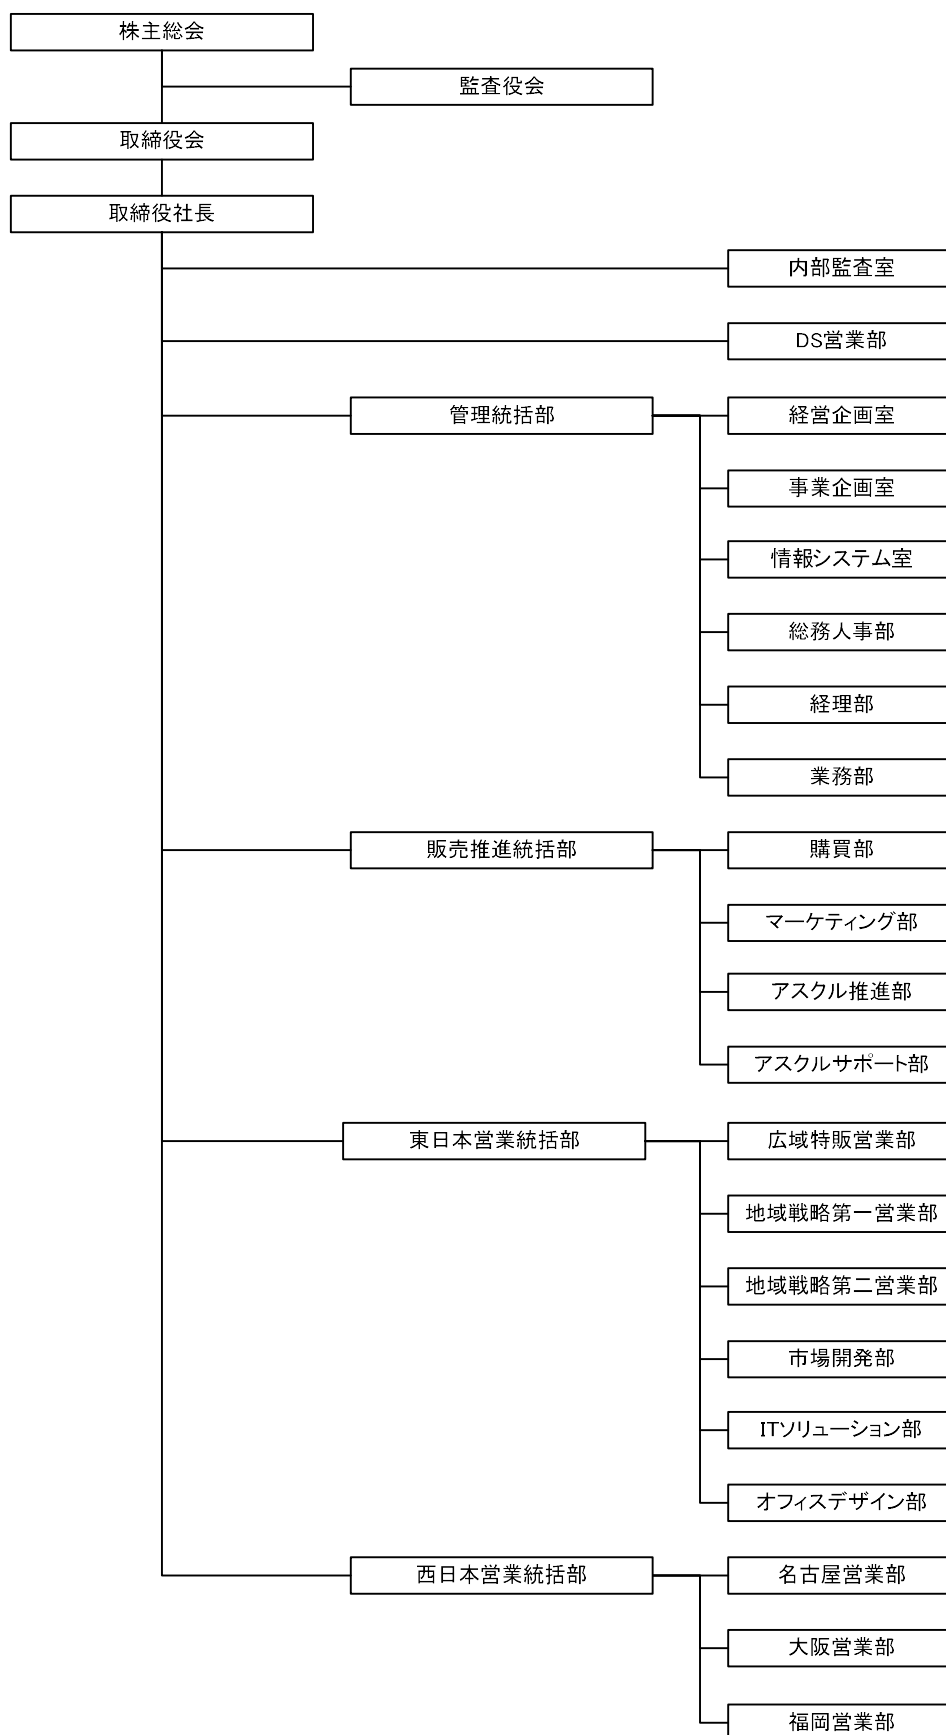 株主総会
監査役会
取締役会
取締役社長
内部監査室
DS営業部
管理統括部
経営企画室
事業企画室
情報システム室
総務人事部
経理部
業務部
販売推進統括部
購買部
マーケティング部
アスクル推進部
アスクルサポート部
東日本営業統括部
広域特販営業部
地域戦略第一営業部
地域戦略第二営業部
市場開発部
ITソリューション部
オフィスデザイン部
西日本営業統括部
名古屋営業部
大阪営業部
福岡営業部